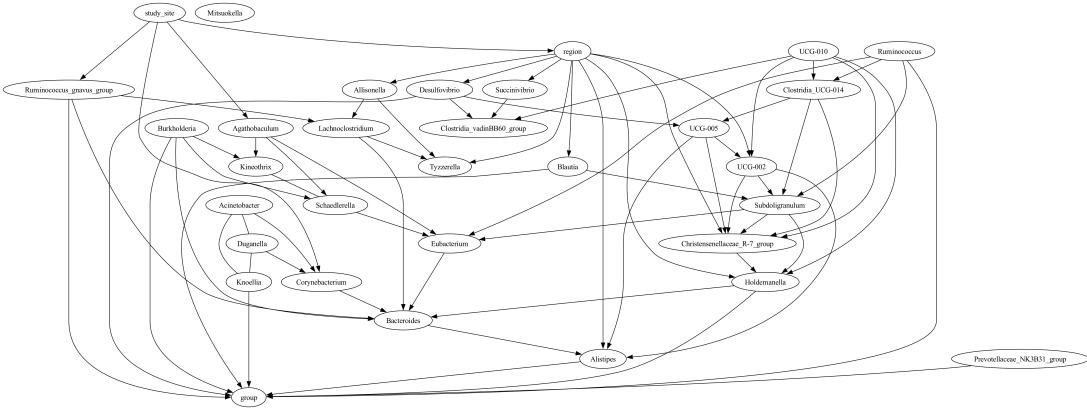 study_site
Mitsuokella
region
UCG-010
Ruminococcus
Ruminococcus_gnavus_group
Allisonella
Desulfovibrio
Succinivibrio
Clostridia_UCG-014
Burkholderia
Agathobaculum
Lachnoclostridium
Clostridia_vadinBB60_group
UCG-005
Kineothrix
Tyzzerella
Blautia
UCG-002
Acinetobacter
Schaedlerella
Subdoligranulum
Duganella
Eubacterium
Christensenellaceae_R-7_group
Knoellia
Corynebacterium
Holdemanella
Bacteroides
Alistipes
Prevotellaceae_NK3B31_group
group